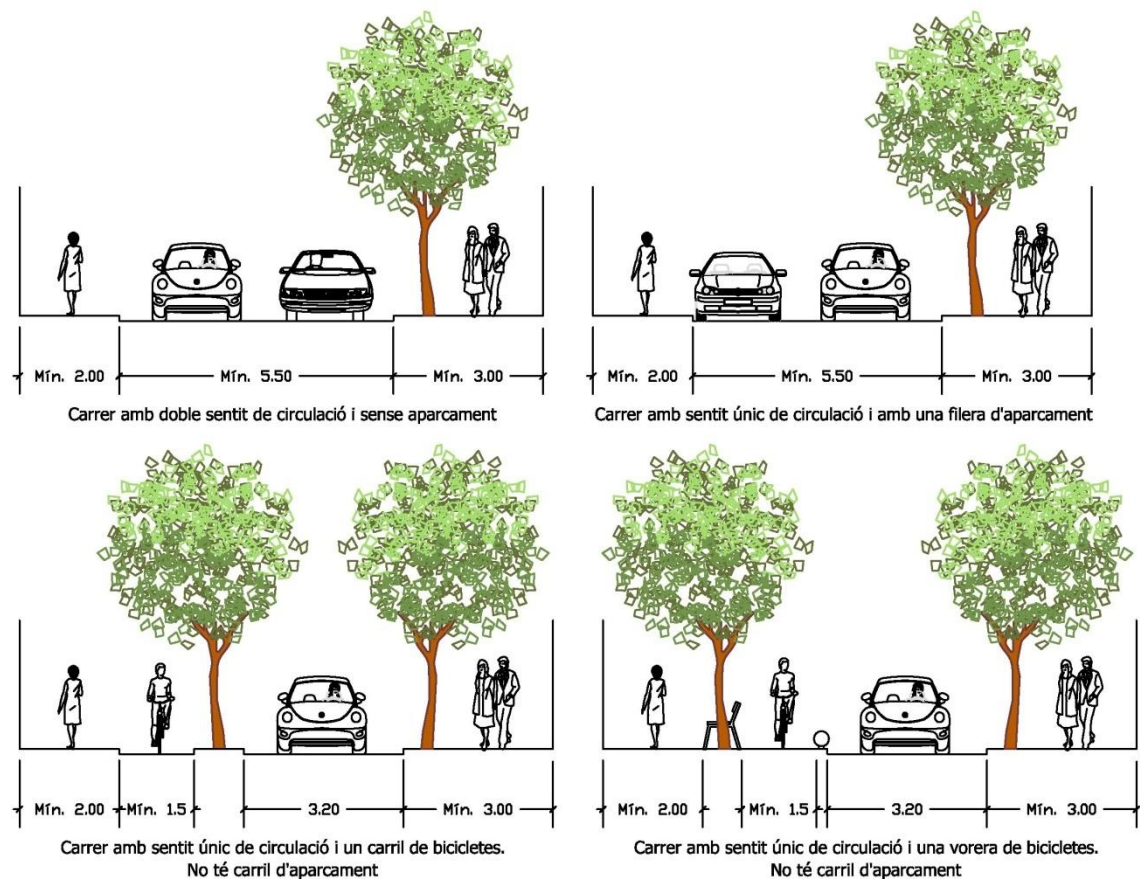 Mín. 2.00 Mín. 5.50 Mín. 3.00
Carrer amb doble sentit de circulació i sense aparcament
Mín. 2.00 5.50 Mín. 3.00
Carrer amb sentit únic de circulació i amb una filera d'aparcament
Mín. 2.00 Mín. 1.5 3.20 Mín. 3.00
Carrer amb sentit únic de circulació i un carril de bicicletes.
No té carril d'aparcament
Mín. 2.00 Mín. 1.5 3.20 Mín. 3.00
Carrer amb sentit únic de circulació i una vorera de bicicletes.
No té carril d'aparcament